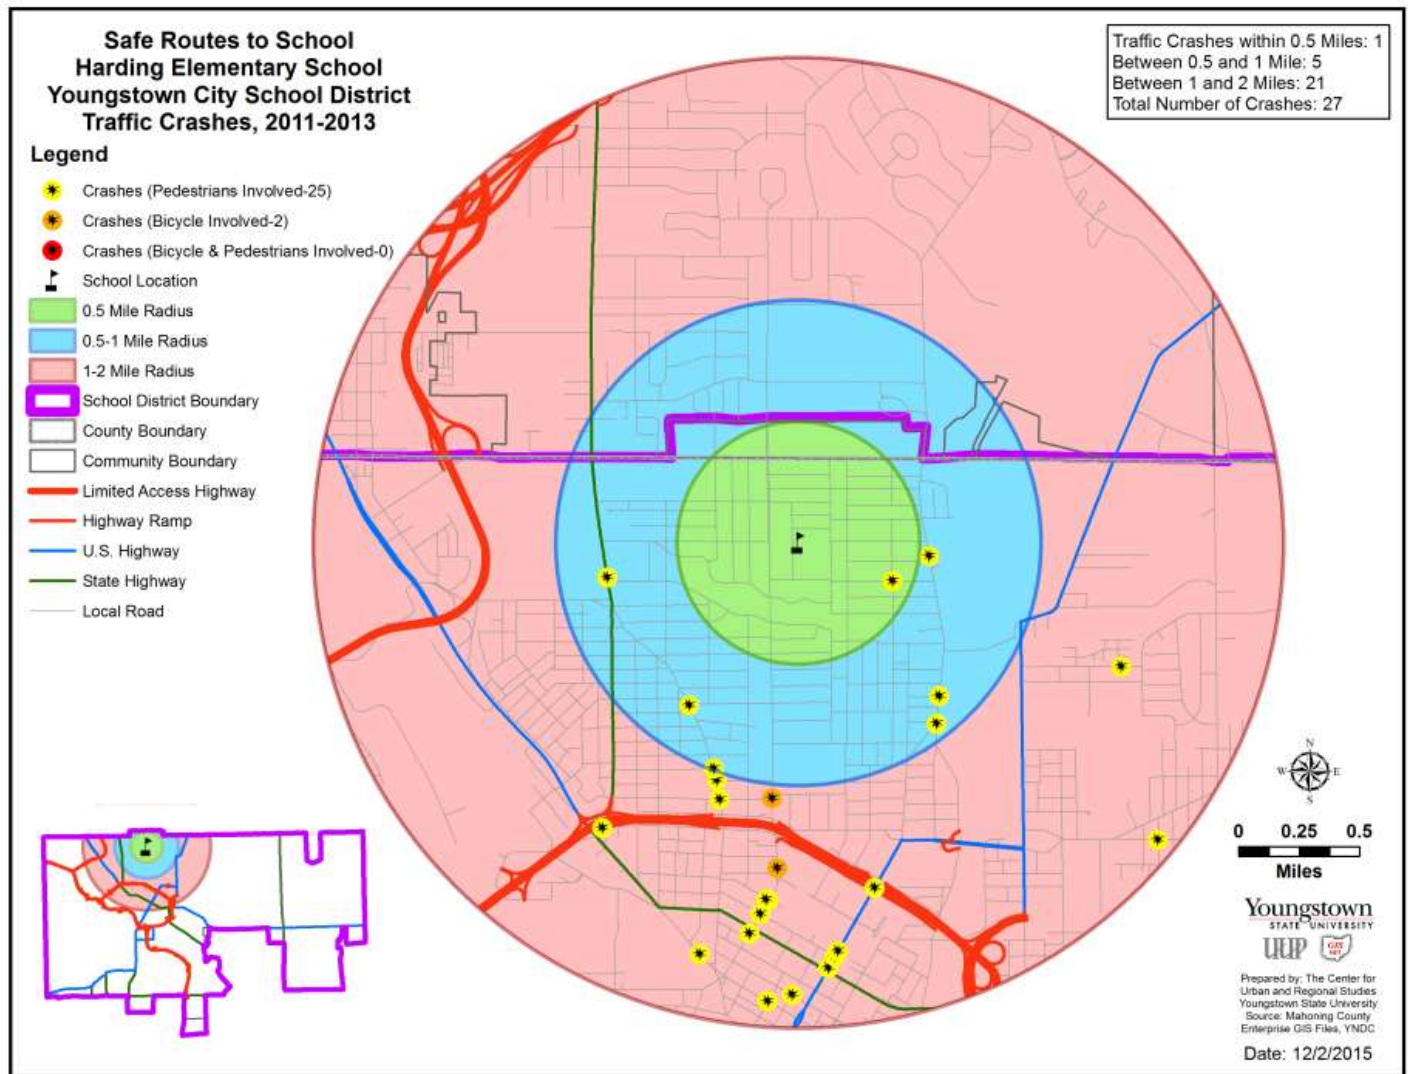 Safe Routes to School
Harding Elementary School
Youngstown City School District
Traffic Crashes, 2011-2013
Traffic Crashes within 0.5 Miles: 1
Between 0.5 and 1 Mile: 5
Between 1 and 2 Miles: 21
Total Number of Crashes: 27
Legend
Crashes (Pedestrians Involved-25)
Crashes (Bicycle Involved-2)
Crashes (Bicycle & Pedestrians Involved-0)
School Location
0.5 Mile Radius
0.5-1 Mile Radius
1-2 Mile Radius
School District Boundary
County Boundary
Community Boundary
Limited Access Highway
Highway Ramp
U.S. Highway
State Highway
Local Road
N
W E
S
0 0.25 0.5
Miles
Youngstown
STATE UNIVERSITY
Prepared by: The Center for
Urban and Regional Studies
Youngstown State University
Source: Mahoning County
Enterprise GIS Files, YNDC
Date: 12/2/2015